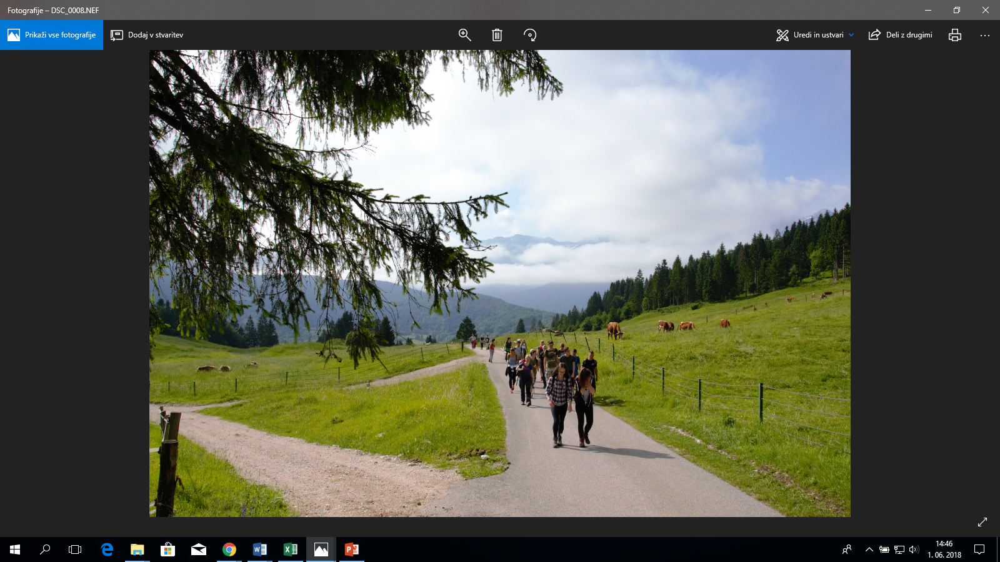 Fotografije – DSC_0008.NEF
Prikaži vse fotografije
Dodaj v stvaritev
Uredi in ustvari
Deli z drugimi
14:46
1. 06. 2018